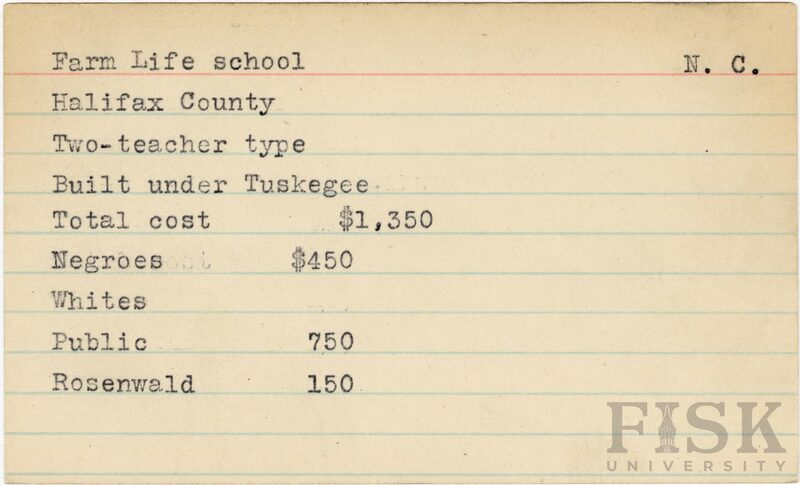 Farm Life school N. C.
Halifax County
Two-teacher type
Built under Tuskegee
Total cost $1,350
Negroes $450
Whites
Public 750
Rosenwald 150
FISK
UNIVERSITY